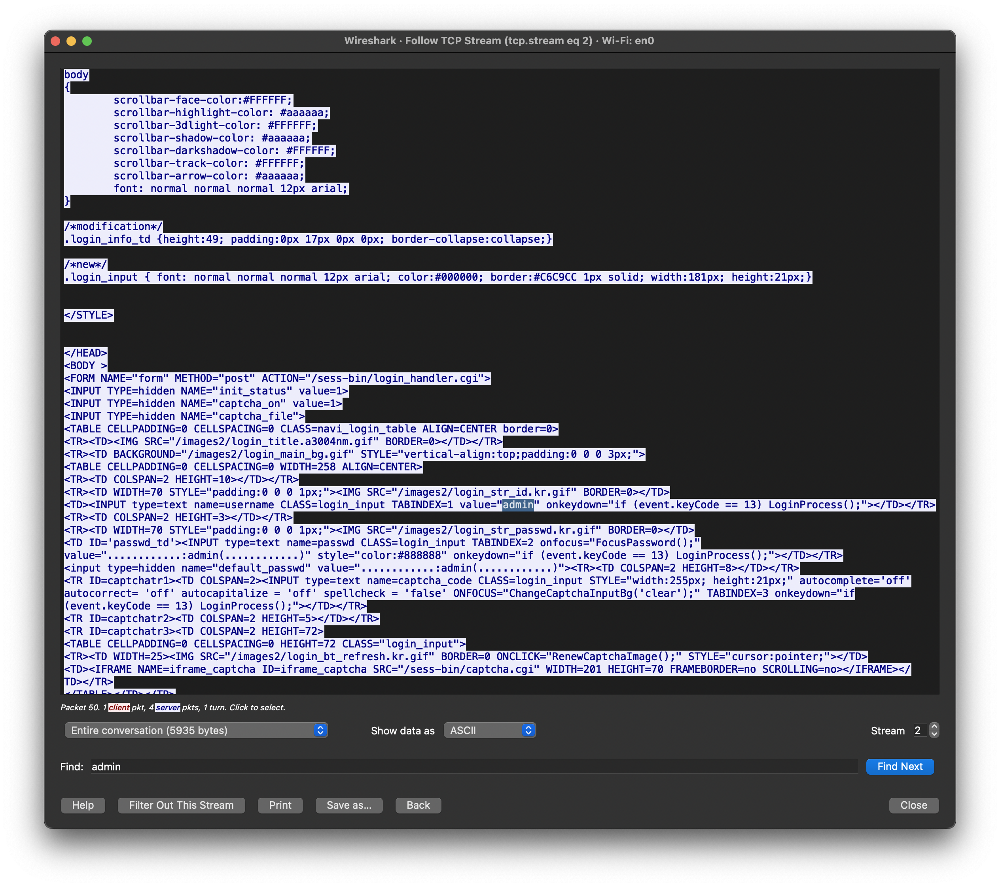 Wireshark · Follow TCP Stream (tcp.stream eq 2) · Wi-Fi: en0
body
{
        scrollbar-face-color:#FFFFFF;
        scrollbar-highlight-color: #aaaaaa;
        scrollbar-3dlight-color: #FFFFFF;
        scrollbar-shadow-color: #aaaaaa;
        scrollbar-darkshadow-color: #FFFFFF;
        scrollbar-track-color: #FFFFFF;
        scrollbar-arrow-color: #aaaaaa;
        font: normal normal normal 12px arial;
}
/*modification*/
.login_info_td {height:49; padding:0px 17px 0px 0px; border-collapse:collapse;}
/*new*/
.login_input { font: normal normal normal 12px arial; color:#000000; border:#C6C9CC 1px solid; width:181px; height:21px;}
</STYLE>
</HEAD>
<BODY >
<FORM NAME="form" METHOD="post" ACTION="/sess-bin/login_handler.cgi">
<INPUT TYPE=hidden NAME="init_status" value=1>
<INPUT TYPE=hidden NAME="captcha_on" value=1>
<INPUT TYPE=hidden NAME="captcha_file">
<TABLE CELLPADDING=0 CELLSPACING=0 CLASS=navi_login_table ALIGN=CENTER border=0>
<TR><TD><IMG SRC="/images2/login_title.a3004nm.gif" BORDER=0></TD></TR>
<TR><TD BACKGROUND="/images2/login_main_bg.gif" STYLE="vertical-align:top;padding:0 0 0 3px;">
<TABLE CELLPADDING=0 CELLSPACING=0 WIDTH=258 ALIGN=CENTER>
<TR><TD COLSPAN=2 HEIGHT=10></TD></TR>
<TR><TD WIDTH=70 STYLE="padding:0 0 0 1px;"><IMG SRC="/images2/login_str_id.kr.gif" BORDER=0></TD>
<TD><INPUT type=text name=username CLASS=login_input TABINDEX=1 value="admin" onkeydown="if (event.keyCode == 13) LoginProcess();"></TD></TR>
<TR><TD COLSPAN=2 HEIGHT=3></TD></TR>
<TR><TD WIDTH=70 STYLE="padding:0 0 0 1px;"><IMG SRC="/images2/login_str_passwd.kr.gif" BORDER=0></TD>
<TD ID='passwd_td'><INPUT type=text name=passwd CLASS=login_input TABINDEX=2 onfocus="FocusPassword();"
value="............:admin(............)" style="color:#888888" onkeydown="if (event.keyCode == 13) LoginProcess();"></TD></TR>
<input type=hidden name="default_passwd" value="............:admin(............)"><TR><TD COLSPAN=2 HEIGHT=8></TD></TR>
<TR ID=captchatr1><TD COLSPAN=2><INPUT type=text name=captcha_code CLASS=login_input STYLE="width:255px; height:21px;" autocomplete='off'
autocorrect= 'off' autocapitalize = 'off' spellcheck = 'false' ONFOCUS="ChangeCaptchaInputBg('clear');" TABINDEX=3 onkeydown="if
(event.keyCode == 13) LoginProcess();"></TD></TR>
<TR ID=captchatr2><TD COLSPAN=2 HEIGHT=5></TD></TR>
<TR ID=captchatr3><TD COLSPAN=2 HEIGHT=72>
<TABLE CELLPADDING=0 CELLSPACING=0 HEIGHT=72 CLASS="login_input">
<TR><TD WIDTH=25><IMG SRC="/images2/login_bt_refresh.kr.gif" BORDER=0 ONCLICK="RenewCaptchaImage();" STYLE="cursor:pointer;"></TD>
<TD><IFRAME NAME=iframe_captcha ID=iframe_captcha SRC="/sess-bin/captcha.cgi" WIDTH=201 HEIGHT=70 FRAMEBORDER=no SCROLLING=no></IFRAME></
TD></TR>
</TABLE></TD></TR>
Packet 50. 1 client pkt, 4 server pkts, 1 turn. Click to select.
Entire conversation (5935 bytes) Show data as ASCII Stream 2
Find: admin Find Next
Help Filter Out This Stream Print Save as... Back Close